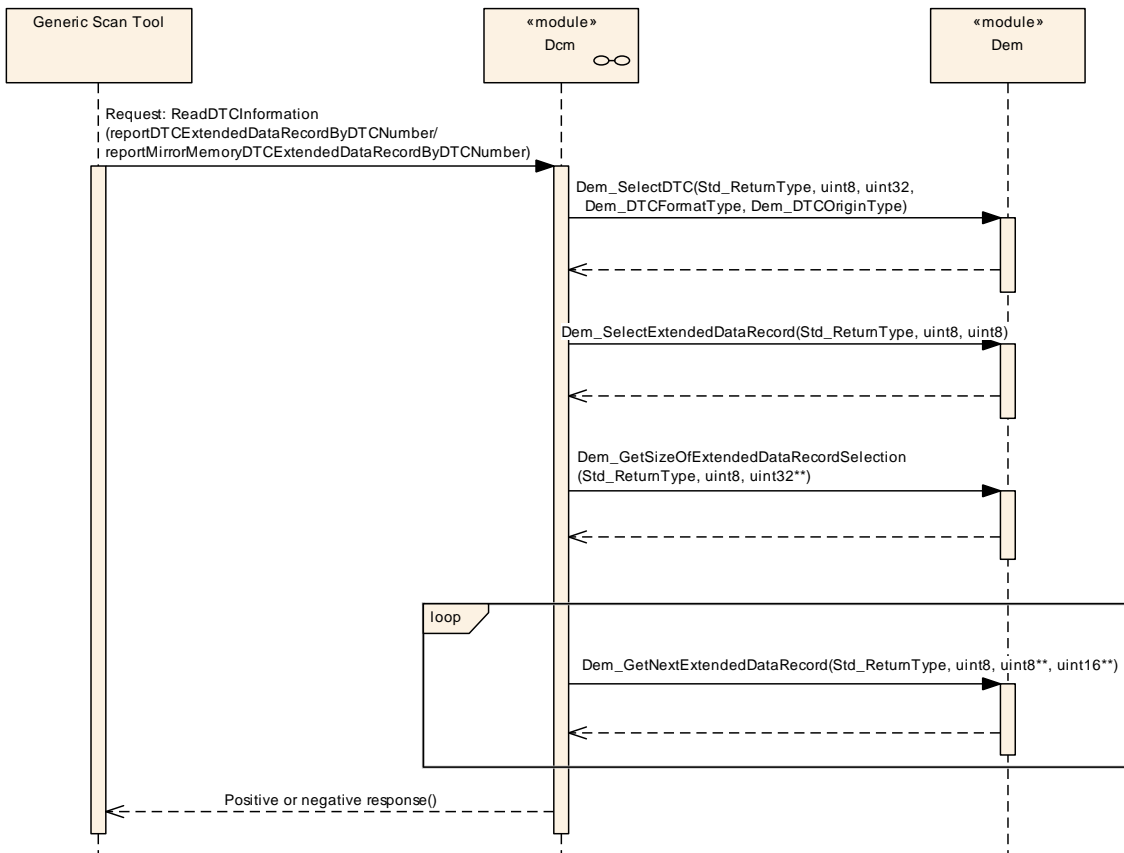 Generic Scan Tool
«module»
Dcm
«module»
Dem
Request: ReadDTCInformation
(reportDTCExtendedDataRecordByDTCNumber/
reportMirrorMemoryDTCExtendedDataRecordByDTCNumber)
Dem_SelectDTC(Std_ReturnType, uint8, uint32,
Dem_DTCFormatType, Dem_DTCOriginType)
Dem_SelectExtendedDataRecord(Std_ReturnType, uint8, uint8)
Dem_GetSizeOfExtendedDataRecordSelection
(Std_ReturnType, uint8, uint32**)
loop
Dem_GetNextExtendedDataRecord(Std_ReturnType, uint8, uint8**, uint16**)
Positive or negative response()